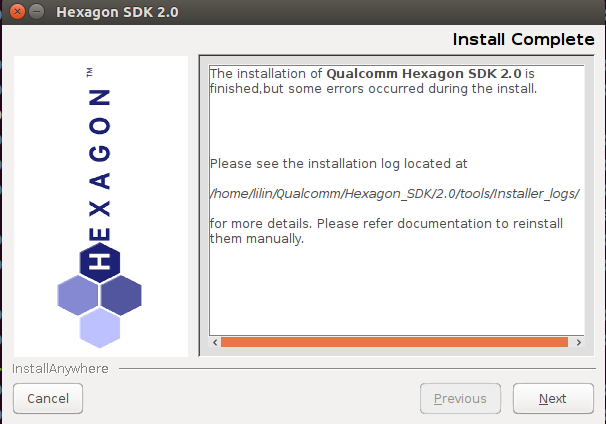 Hexagon SDK 2.0
Install Complete
HEXAGON™
The installation of Qualcomm Hexagon SDK 2.0 is
finished,but some errors occurred during the install.
Please see the installation log located at
/home/lilin/Qualcomm/Hexagon_SDK/2.0/tools/Installer_logs/
for more details. Please refer documentation to reinstall
them manually.
InstallAnywhere
Cancel
Previous
Next